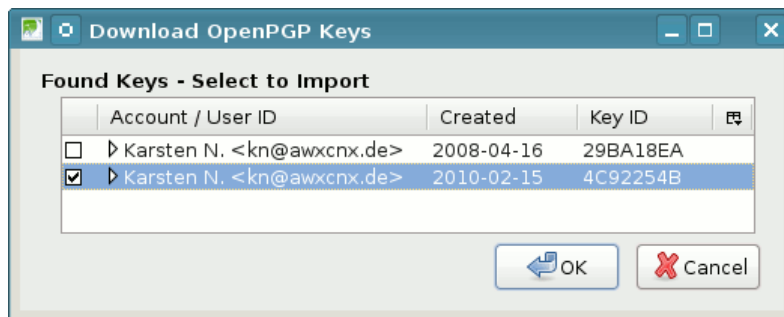 Download OpenPGP Keys
Found Keys - Select to Import
Account / User ID Created Key ID
Karsten N. <kn@awxcnx.de> 2008-04-16 29BA18EA
Karsten N. <kn@awxcnx.de> 2010-02-15 4C92254B
OK Cancel